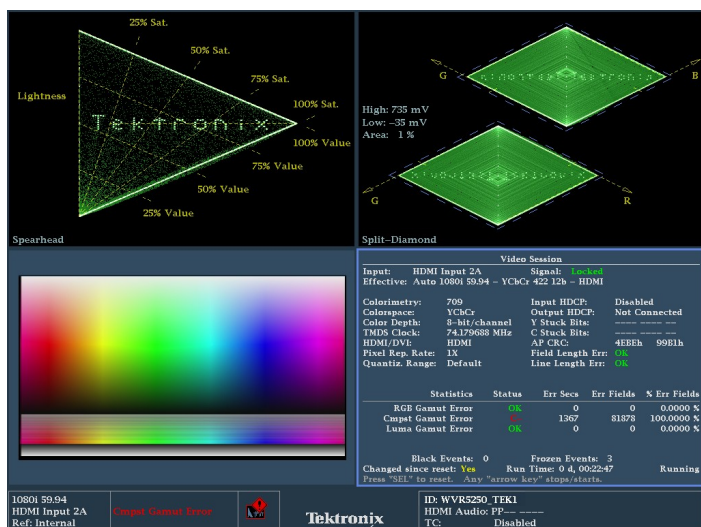 25% Sat.
50% Sat.
75% Sat.
Lightness
100% Sat.
Tektronix
100% Value
75% Value
50% Value
25% Value
Spearhead
G
B
High: 735 mV
Low: -35 mV
Area: 1 %
G
R
Split-Diamond
Video Session
Input: HDMI Input 2A Signal: Locked
Effective: Auto 1080i 59.94 - YCbCr 422 12b - HDMI
Colorimetry: 709 Input HDCP: Disabled
Colorspace: YCbCr Output HDCP: Not Connected
Color Depth: 8-bit/channel Y Stuck Bits: ---- ---- --
TMDS Clock: 74.179688 MHz C Stuck Bits: ---- ---- --
HDMI/DVI: HDMI AP CRC: 4EBEh 99B1h
Pixel Rep. Rate: 1X Field Length Err: OK
Quantiz. Range: Default Line Length Err: OK
Statistics Status Err Secs Err Fields % Err Fields
RGB Gamut Error OK 0 0 0.0000 %
Cmpst Gamut Error 1367 81878 100.0000 %
Luma Gamut Error OK 0 0 0.0000 %
Black Events: 0 Frozen Events: 3
Changed since reset: Yes Run Time: 0 d, 00:22:47 Running
Press "SEL" to reset. Any "arrow key" stops/starts.
1080i 59.94
HDMI Input 2A
Ref: Internal
Cmpst Gamut Error
Tektronix
ID: WVR5250_TEK1
HDMI Audio: PP-- ----
TC: Disabled